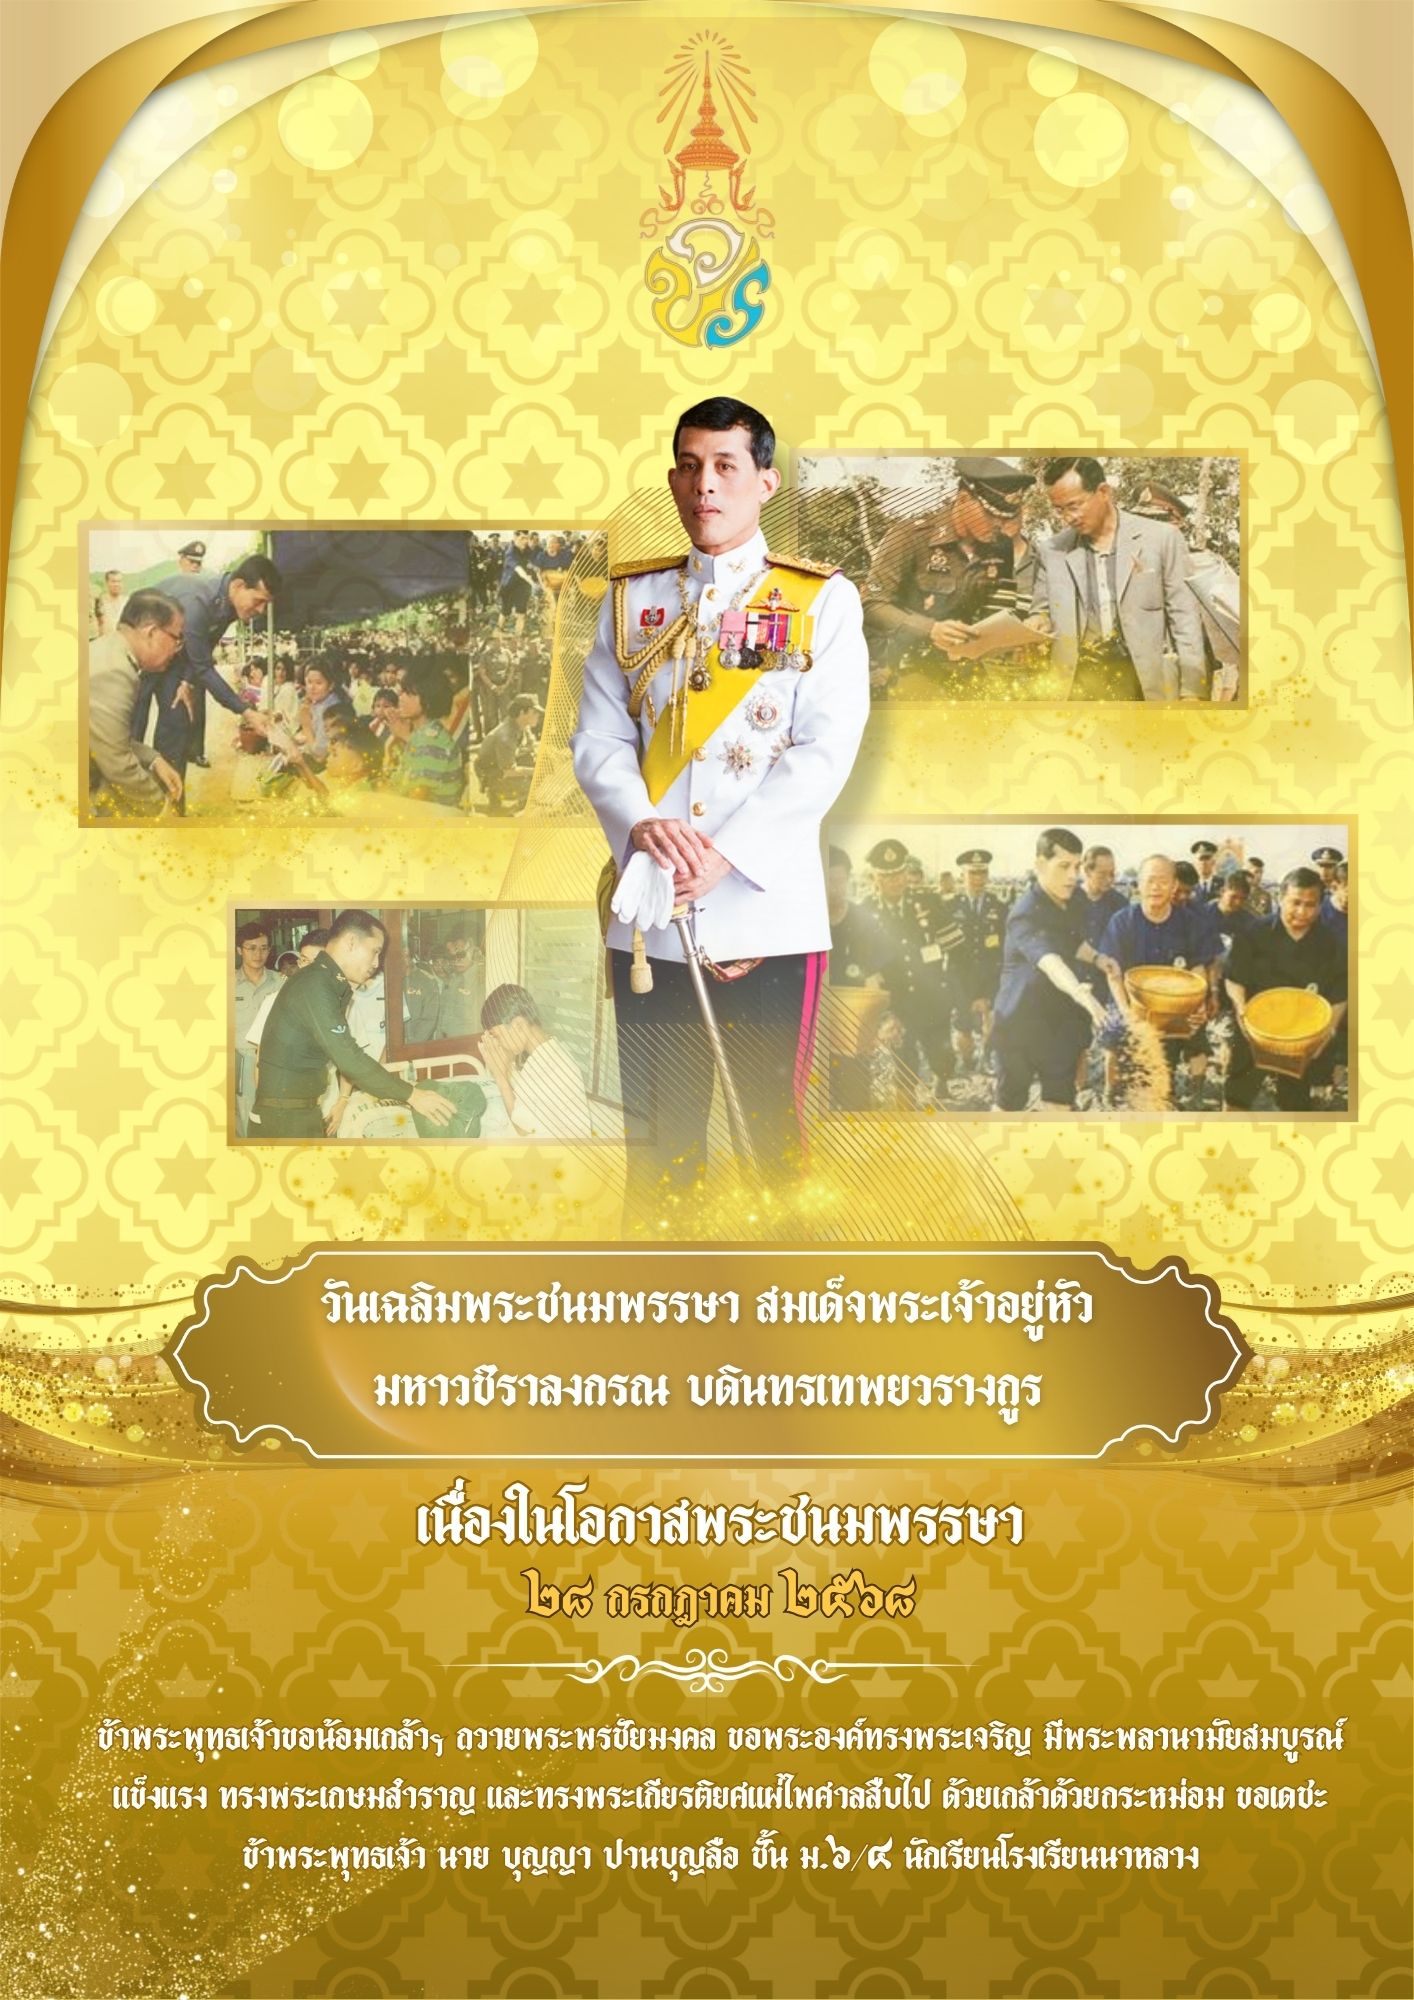 วันเฉลิมพระชนมพรรษา สมเด็จพระเจ้าอยู่หัว
มหาวชิราลงกรณ บดินทรเทพยวรางกูร
เนื่องในโอกาสพระชนมพรรษา
๒๘ กรกฎาคม ๒๕๖๘
ข้าพระพุทธเจ้าขอน้อมเกล้าฯ ถวายพระพรชัยมงคล ขอพระองค์ทรงพระเจริญ มีพระพลานามัยสมบูรณ์
แข็งแรง ทรงพระเกษมสำราญ และทรงพระเกียรติยศแผ่ไพศาลสืบไป ด้วยเกล้าด้วยกระหม่อม ขอเดชะ
ข้าพระพุทธเจ้า นาย บุญญา ปานบุญลือ ชั้น ม.๖/๔ นักเรียนโรงเรียนนาหลวง